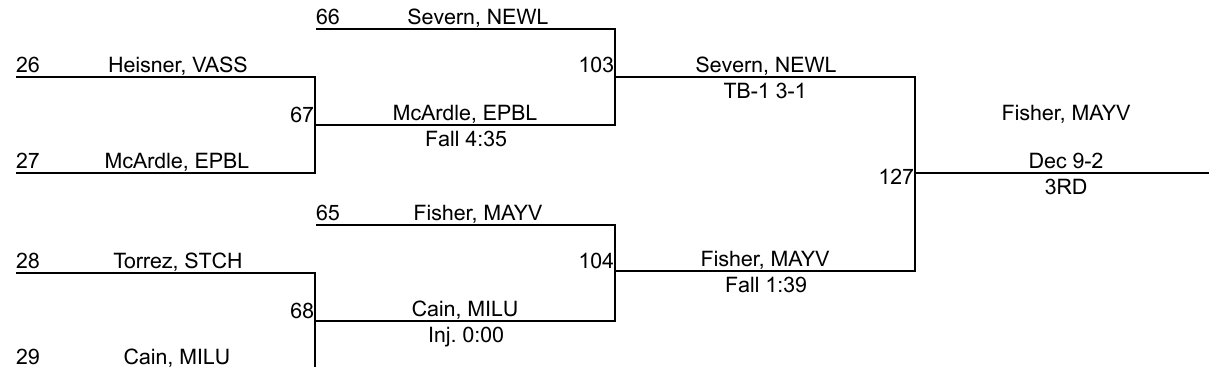 66 Severn, NEWL
26 Heisner, VASS
103 Severn, NEWL
TB-1 3-1
67 McArdle, EPBL
Fall 4:35
Fisher, MAYV
27 McArdle, EPBL
Dec 9-2
127
3RD
65 Fisher, MAYV
28 Torrez, STCH
104 Fisher, MAYV
Fall 1:39
68 Cain, MILU
Inj. 0:00
29 Cain, MILU